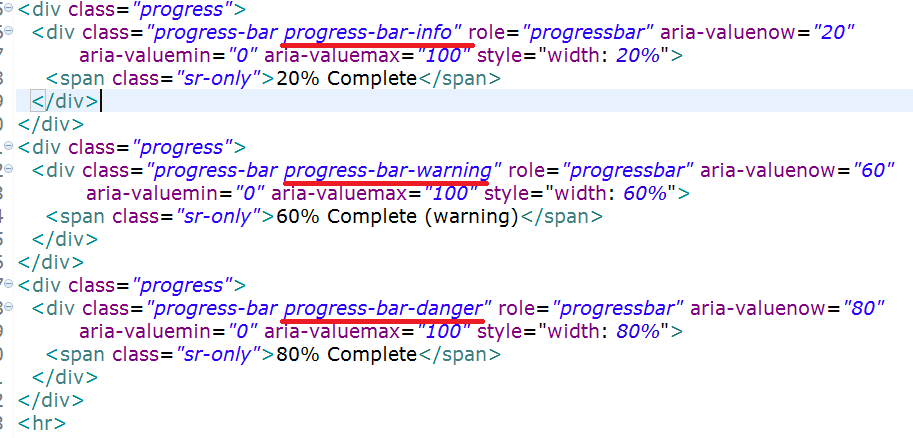 <div class="progress">
<div class="progress-bar progress-bar-info" role="progressbar" aria-valuenow="20"
aria-valuemin="0" aria-valuemax="100" style="width: 20%">
<span class="sr-only">20% Complete</span>
</div>
</div>
<div class="progress">
<div class="progress-bar progress-bar-warning" role="progressbar" aria-valuenow="60"
aria-valuemin="0" aria-valuemax="100" style="width: 60%">
<span class="sr-only">60% Complete (warning)</span>
</div>
</div>
<div class="progress">
<div class="progress-bar progress-bar-danger" role="progressbar" aria-valuenow="80"
aria-valuemin="0" aria-valuemax="100" style="width: 80%">
<span class="sr-only">80% Complete</span>
</div>
</div>
<hr>